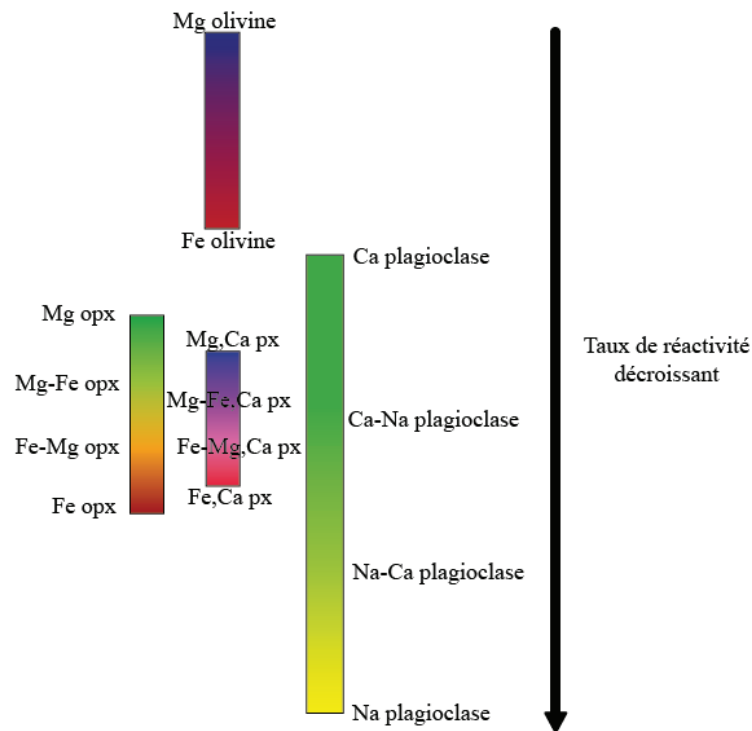 Mg olivine
Fe olivine
Ca plagioclase
Mg opx
Mg,Ca px
Taux de réactivité
décroissant
Mg-Fe opx
Mg-Fe,Ca px
Ca-Na plagioclase
Fe-Mg opx
Fe-Mg,Ca px
Fe opx
Fe,Ca px
Na-Ca plagioclase
Na plagioclase